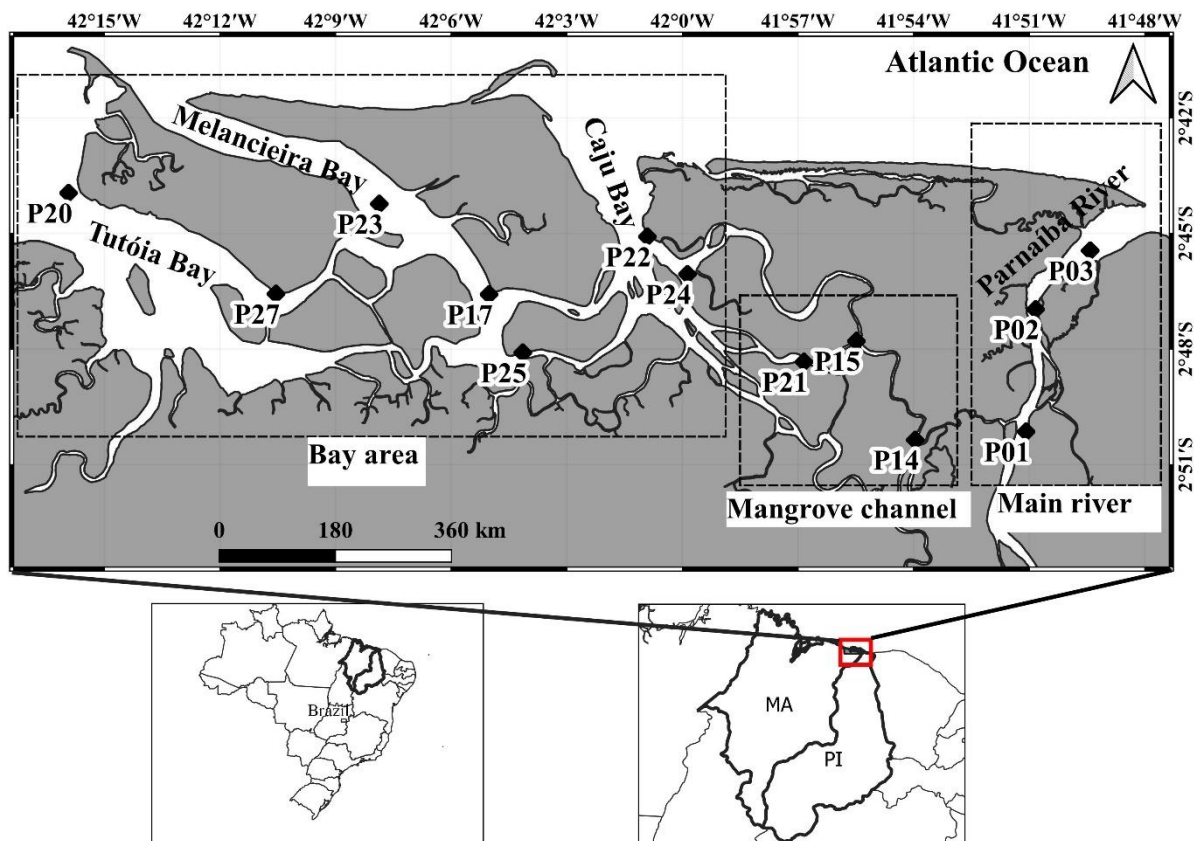 42°15'W 42°12'W 42°9'W 42°6'W 42°3'W 42°0'W 41°57'W 41°54'W 41°51'W 41°48'W
Atlantic Ocean
2°42'S
Melancieira Bay
Caju Bay
Parnaíba River
P20
P23
Tutóia Bay
P22
2°45'S
P03
P24
P27
P17
P02
2°48'S
P25
P21
P15
P14
P01
Bay area
2°51'S
Mangrove channel
Main river
0 180 360 km
Brazil
MA
PI